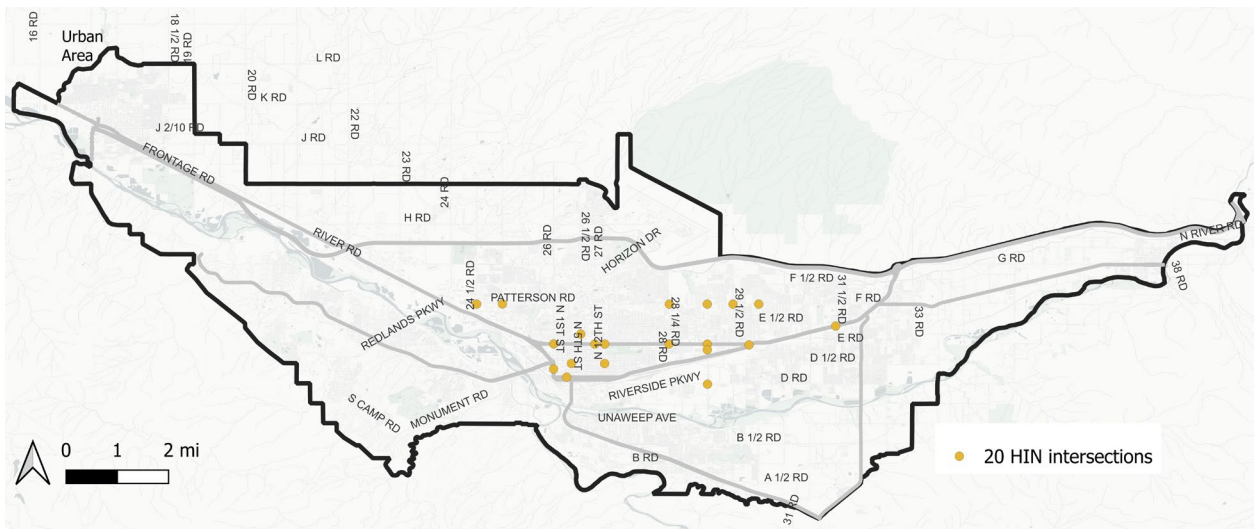 16 RD
Urban
Area
18 1/2 RD
19 RD
L RD
20 RD
K RD
22 RD
J 2/10 RD
J RD
FRONTAGE RD
23 RD
24 RD
H RD
RIVER RD
26 RD
26 1/2 RD
27 RD
HORIZON DR
N RIVER RD
G RD
38 RD
F 1/2 RD
24 1/2 RD
PATTERSON RD
REDLANDS PKWY
N 1ST ST
N 5TH ST
N 12TH ST
28 1/4 RD
28 RD
29 1/2 RD
E 1/2 RD
31 1/2 RD
F RD
33 RD
E RD
D 1/2 RD
D RD
RIVERSIDE PKWY
UNAWEEP AVE
S CAMP RD
MONUMENT RD
B 1/2 RD
B RD
A 1/2 RD
31 RD
0 1 2 mi
20 HIN intersections